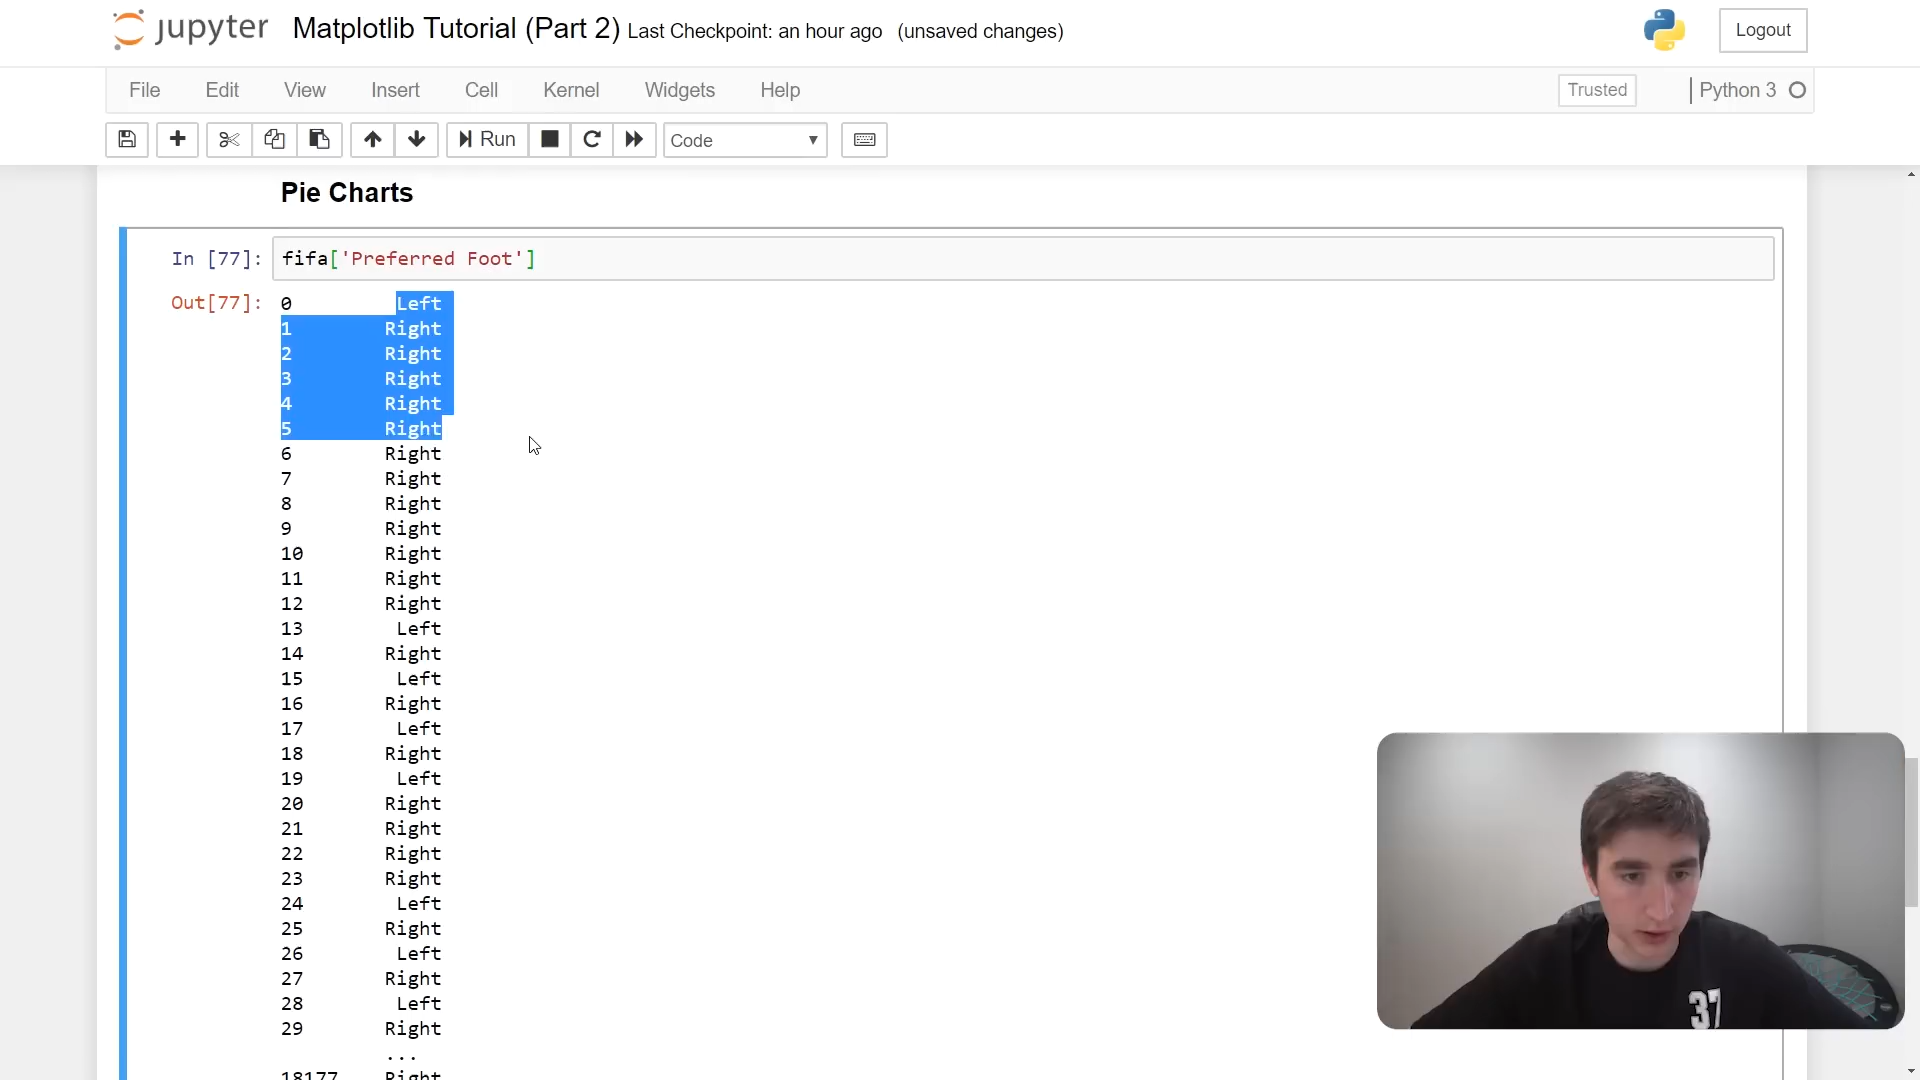 jupyter Matplotlib Tutorial (Part 2) Last Checkpoint: an hour ago (unsaved changes) Logout
File Edit View Insert Cell Kernel Widgets Help Trusted Python 3
Run Code
Pie Charts
In [77]: fifa['Preferred Foot']
Out[77]: 0 Left
1 Right
2 Right
3 Right
4 Right
5 Right
6 Right
7 Right
8 Right
9 Right
10 Right
11 Right
12 Right
13 Left
14 Right
15 Left
16 Right
17 Left
18 Right
19 Left
20 Right
21 Right
22 Right
23 Right
24 Left
25 Right
26 Left
27 Right
28 Left
29 Right
...
18177 Right
37